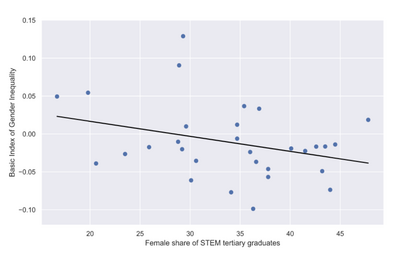 0.15
0.10
0.05
0.00
−0.05
−0.10
Basic Index of Gender Inequality
20 25 30 35 40 45
Female share of STEM tertiary graduates